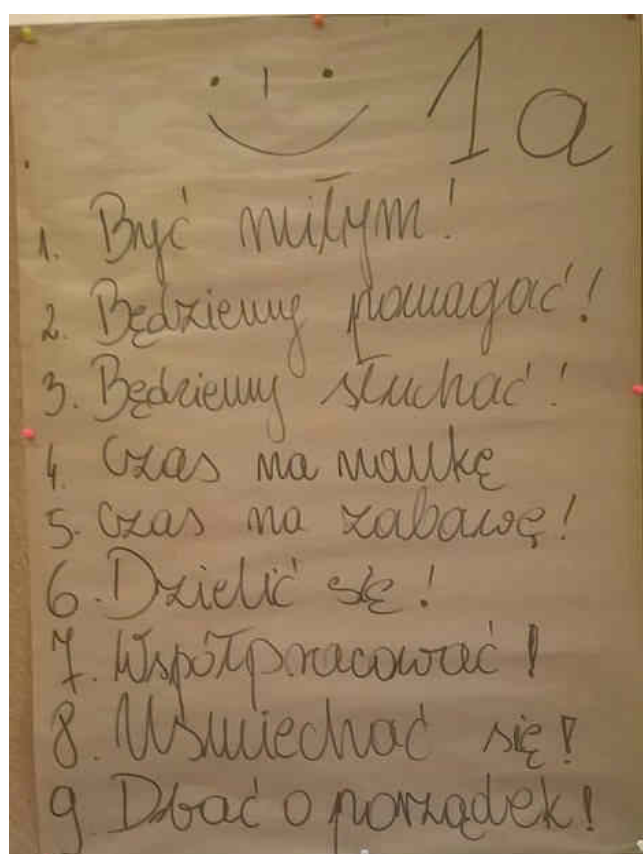 1a
1. Być miłym!
2. Będziemy pomagać!
3. Będziemy słuchać!
4. Czas na naukę
5. Czas na zabawę!
6. Dzielić się!
7. Współpracować!
8. Uśmiechać się!
9. Dbać o porządek!